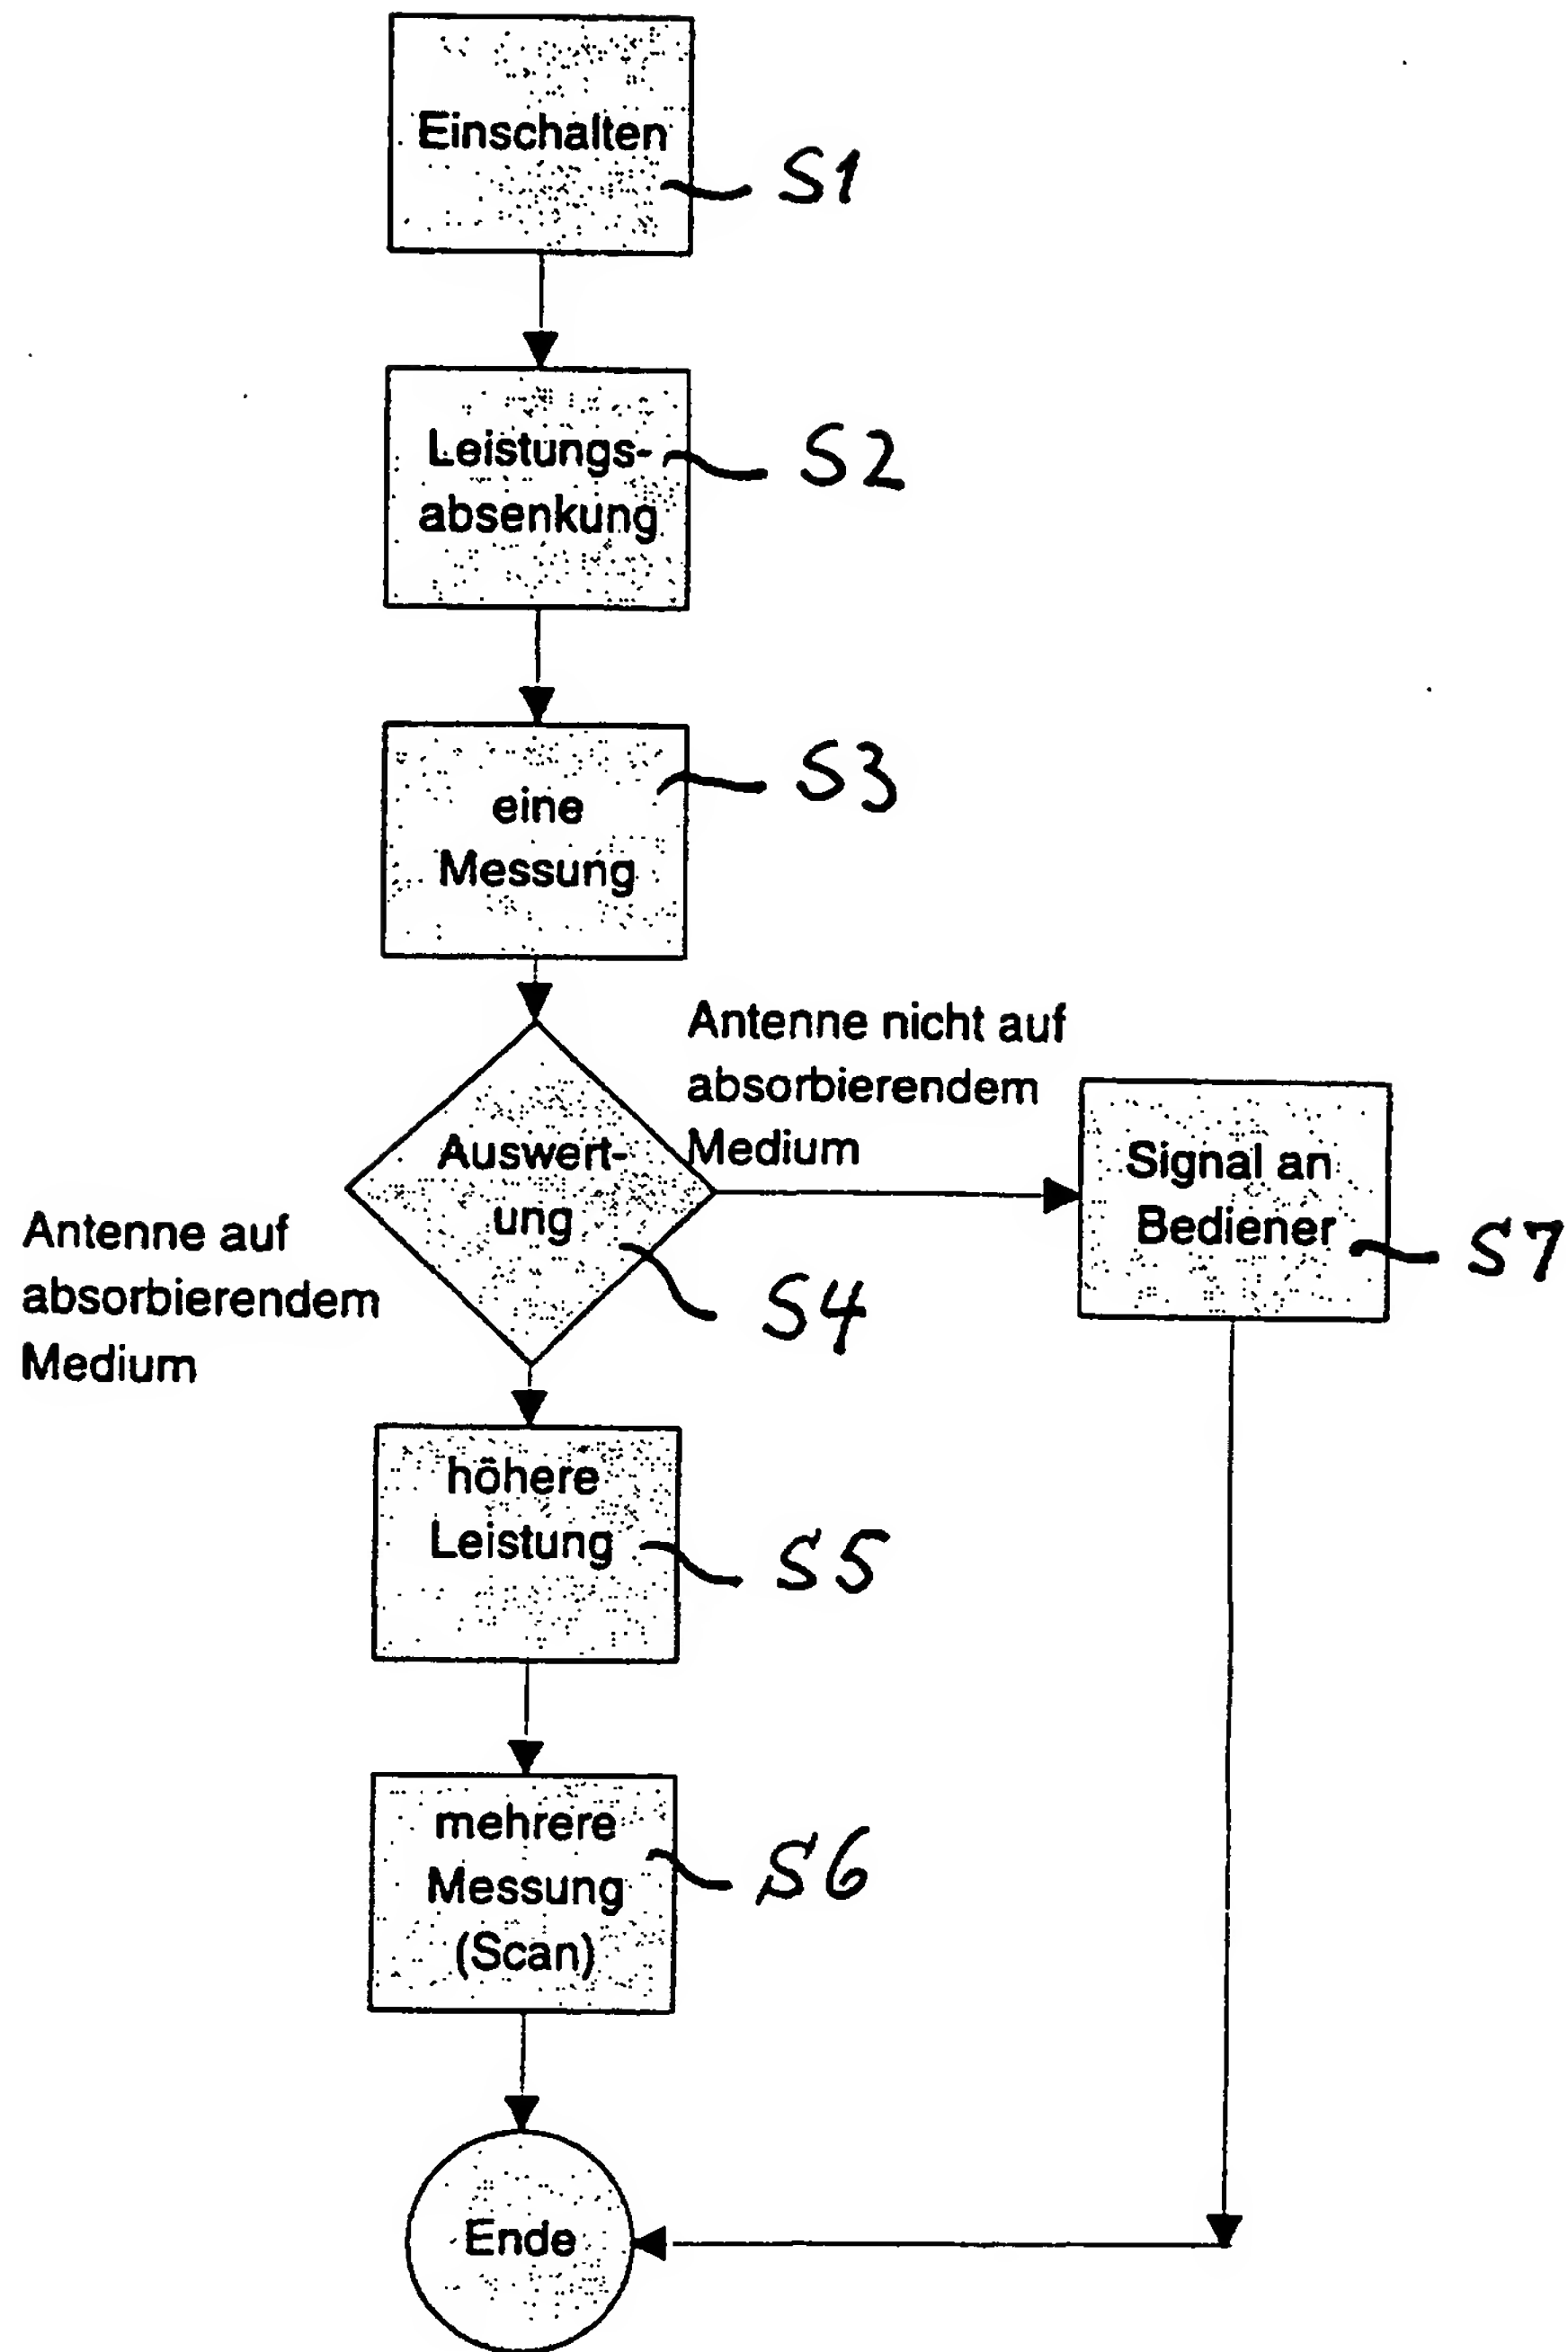 Einschalten
S1
Leistungs-
absenkung
S2
eine
Messung
S3
Auswert-
ung
S4
Antenne nicht auf
absorbierendem
Medium
Signal an
Bediener
S7
Antenne auf
absorbierendem
Medium
höhere
Leistung
S5
mehrere
Messung
(Scan)
S6
Ende